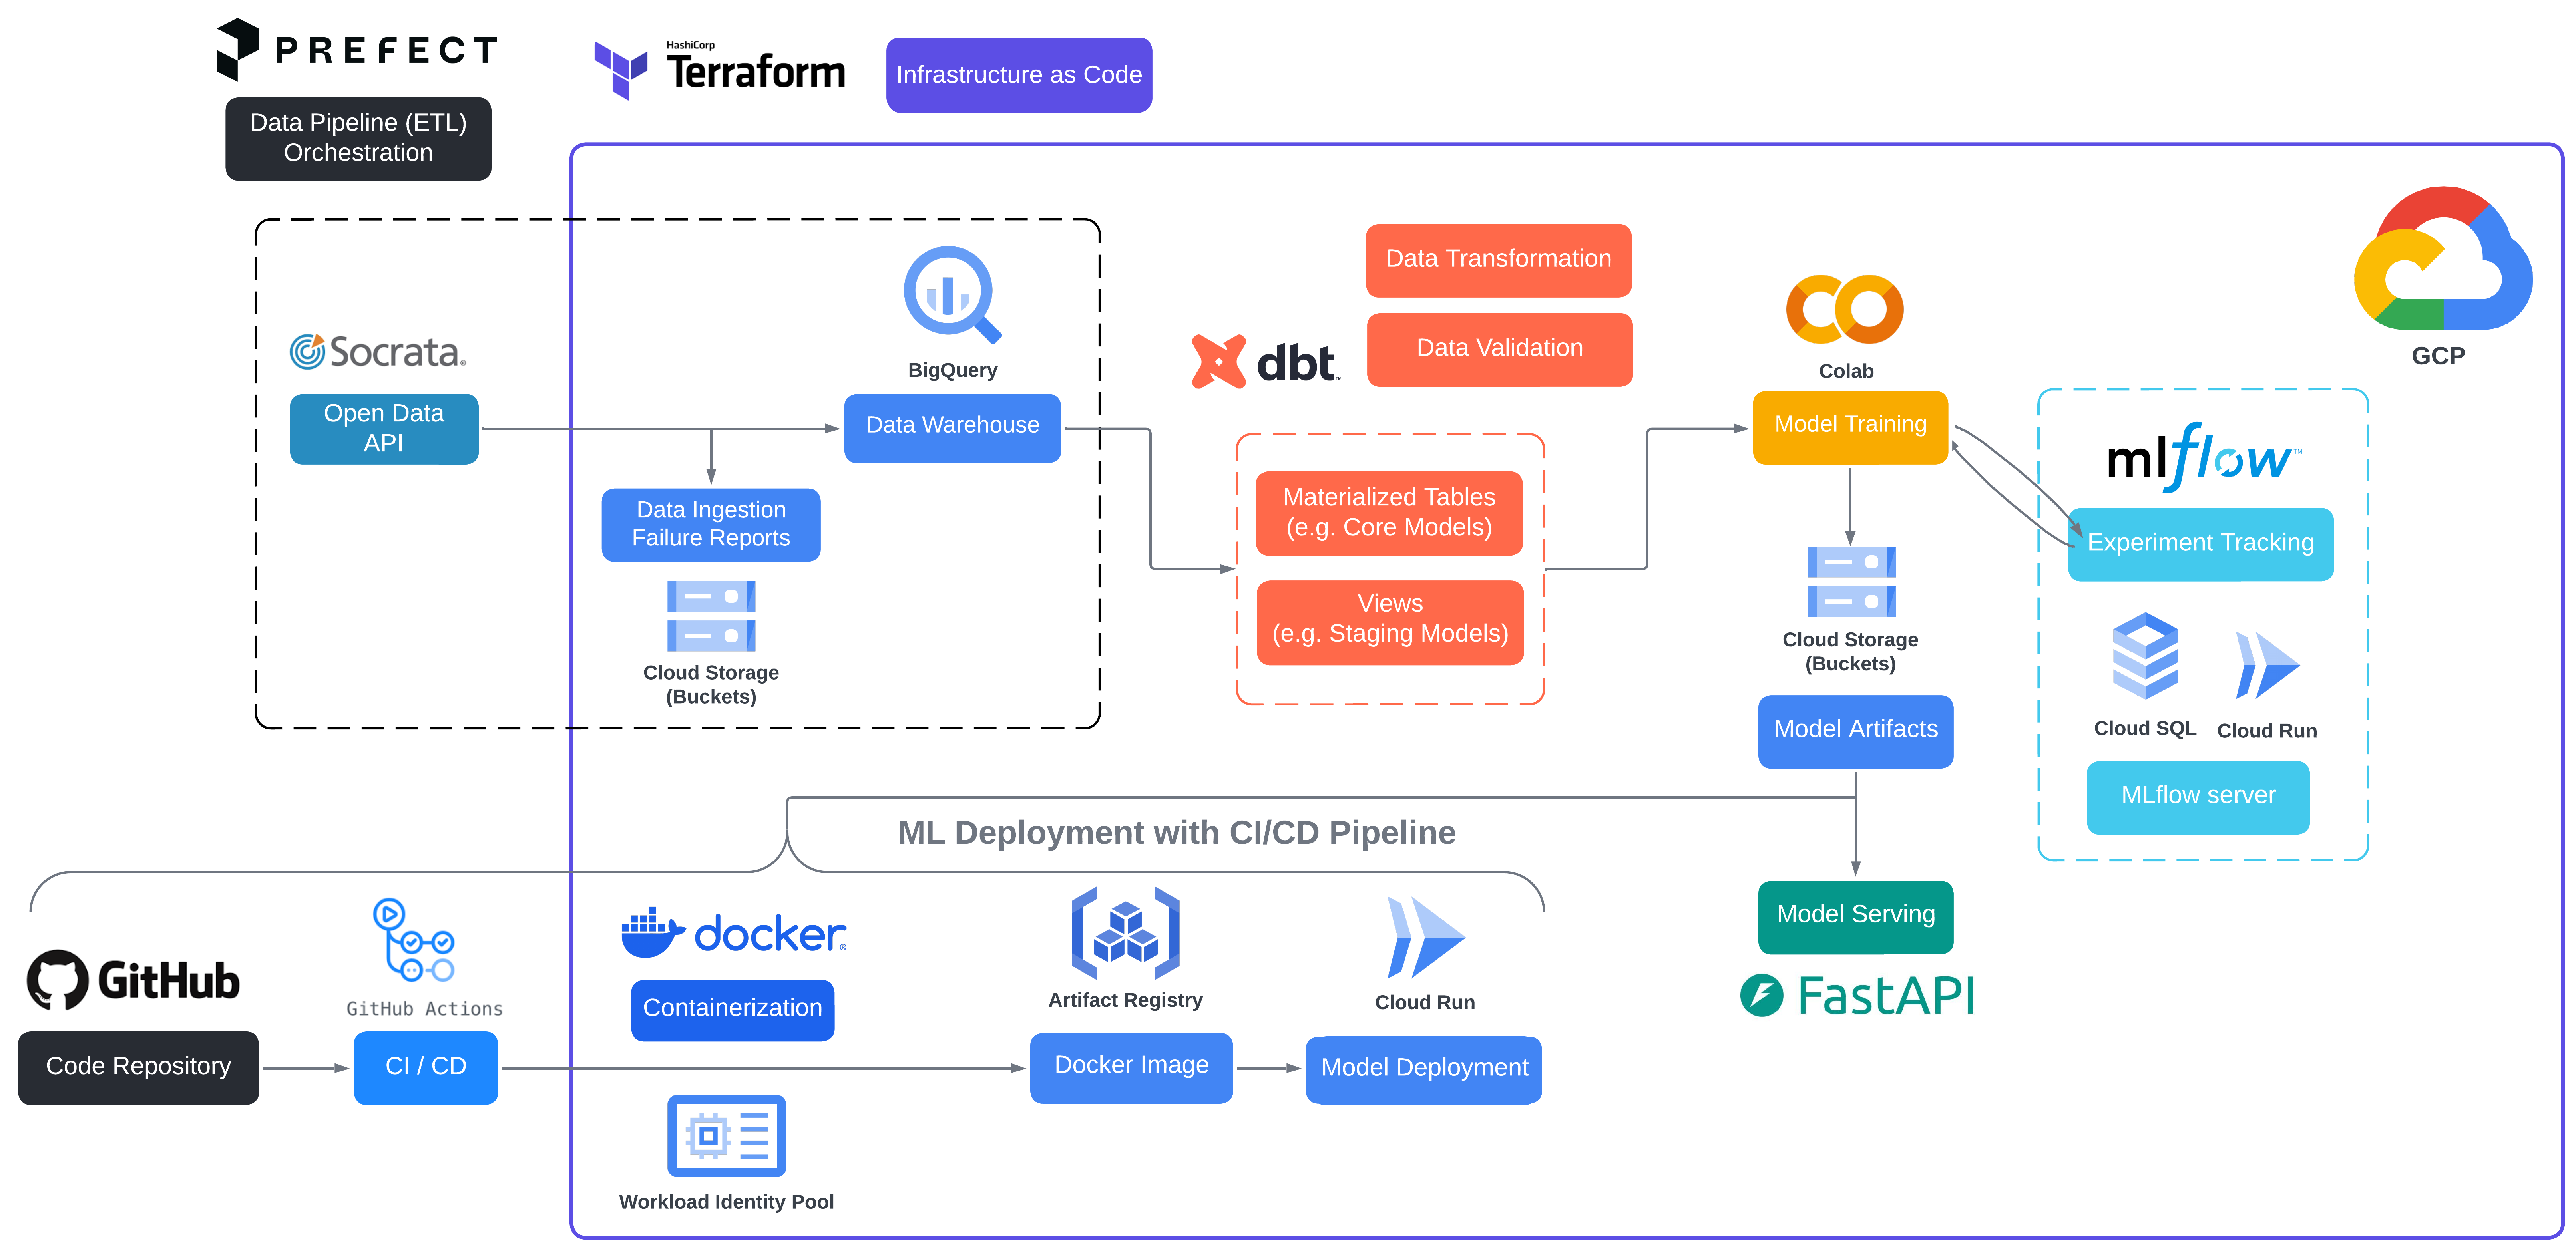 PREFECT
Data Pipeline (ETL)
Orchestration
HashiCorp
Terraform
Infrastructure as Code
Socrata®
Open Data
API
BigQuery
Data Warehouse
Data Ingestion
Failure Reports
Cloud Storage
(Buckets)
dbt™
Data Transformation
Data Validation
Materialized Tables
(e.g. Core Models)
Views
(e.g. Staging Models)
Colab
Model Training
Cloud Storage
(Buckets)
Model Artifacts
GCP
mlflow™
Experiment Tracking
Cloud SQL
Cloud Run
MLflow server
ML Deployment with CI/CD Pipeline
GitHub
Code Repository
GitHub Actions
CI / CD
docker®
Containerization
Workload Identity Pool
Artifact Registry
Docker Image
Cloud Run
Model Deployment
Model Serving
FastAPI